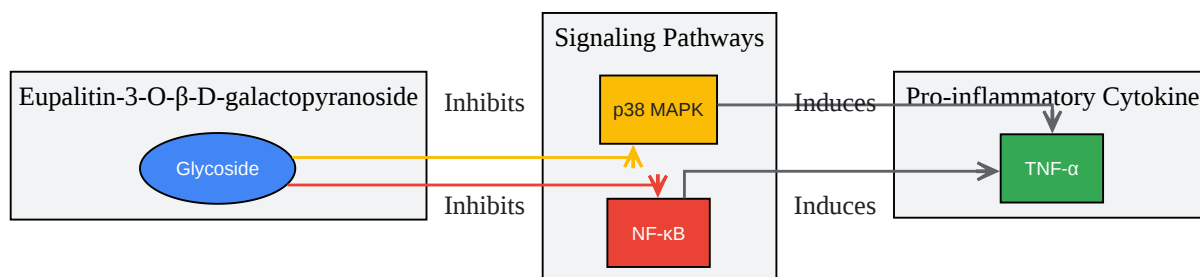 Signaling Pathways
Eupalitin-3-O-β-D-galactopyranoside
Inhibits
p38 MAPK
Induces
Pro-inflammatory Cytokine
Glycoside
TNF-α
Inhibits
NF-κB
Induces